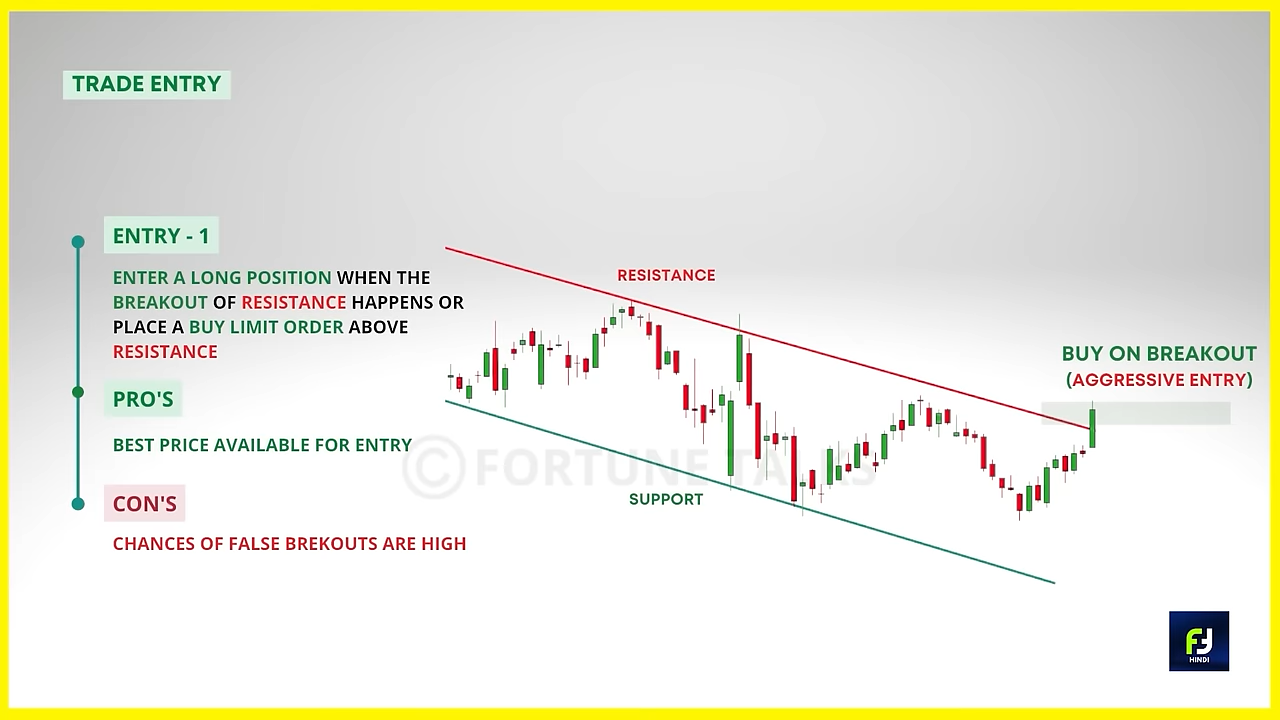 TRADE ENTRY
ENTRY - 1
ENTER A LONG POSITION WHEN THE
BREAKOUT OF RESISTANCE HAPPENS OR
PLACE A BUY LIMIT ORDER ABOVE
RESISTANCE
PRO'S
BEST PRICE AVAILABLE FOR ENTRY
CON'S
CHANCES OF FALSE BREKOUTS ARE HIGH
RESISTANCE
SUPPORT
BUY ON BREAKOUT
(AGGRESSIVE ENTRY)
© FORTUNE TALKS
HINDI